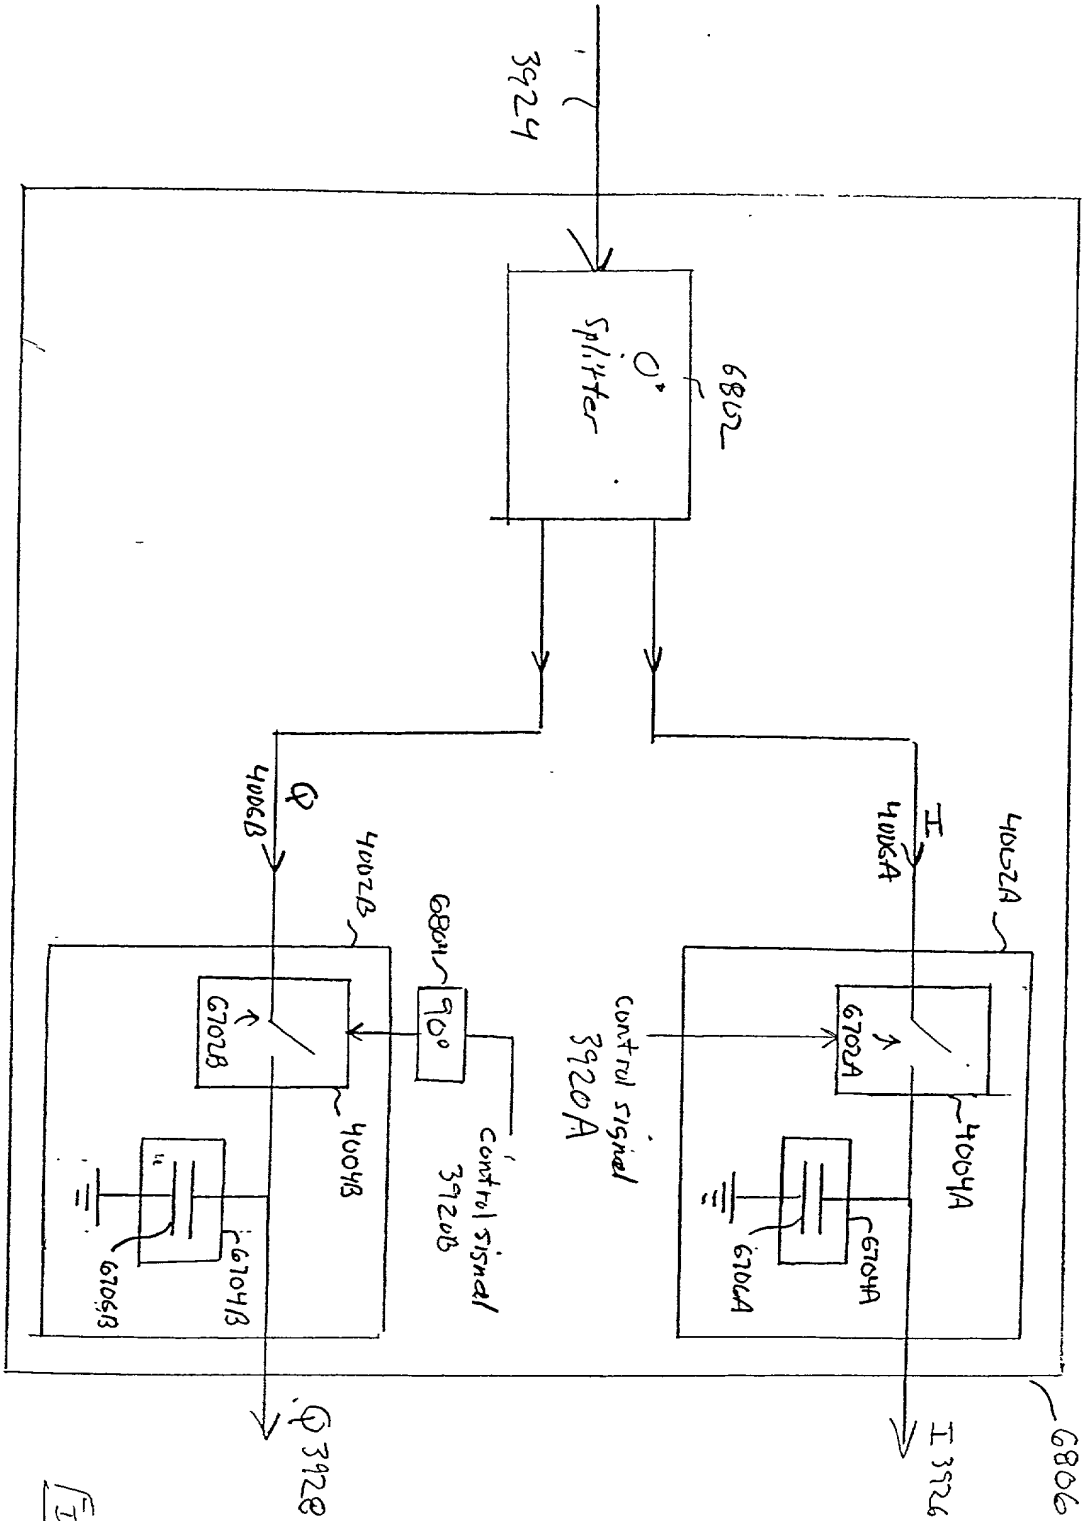 3924
6802
0°
Splitter
I
4006A
4002A
6702A
4004A
6704A
6706A
control signal
3920A
I 3926
6806
Q
4006B
4002B
6804
90°
control signal
3920B
6702B
4004B
6704B
6706B
Q 3928